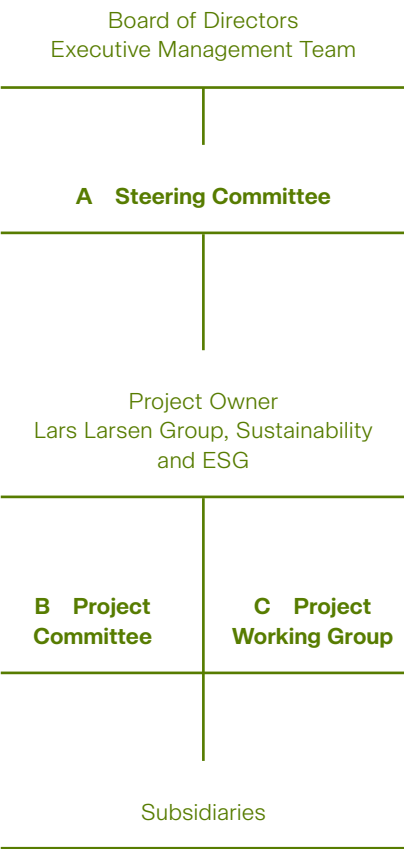 Board of Directors
Executive Management Team
A Steering Committee
Project Owner
Lars Larsen Group, Sustainability
and ESG
B Project
Committee
C Project
Working Group
Subsidiaries